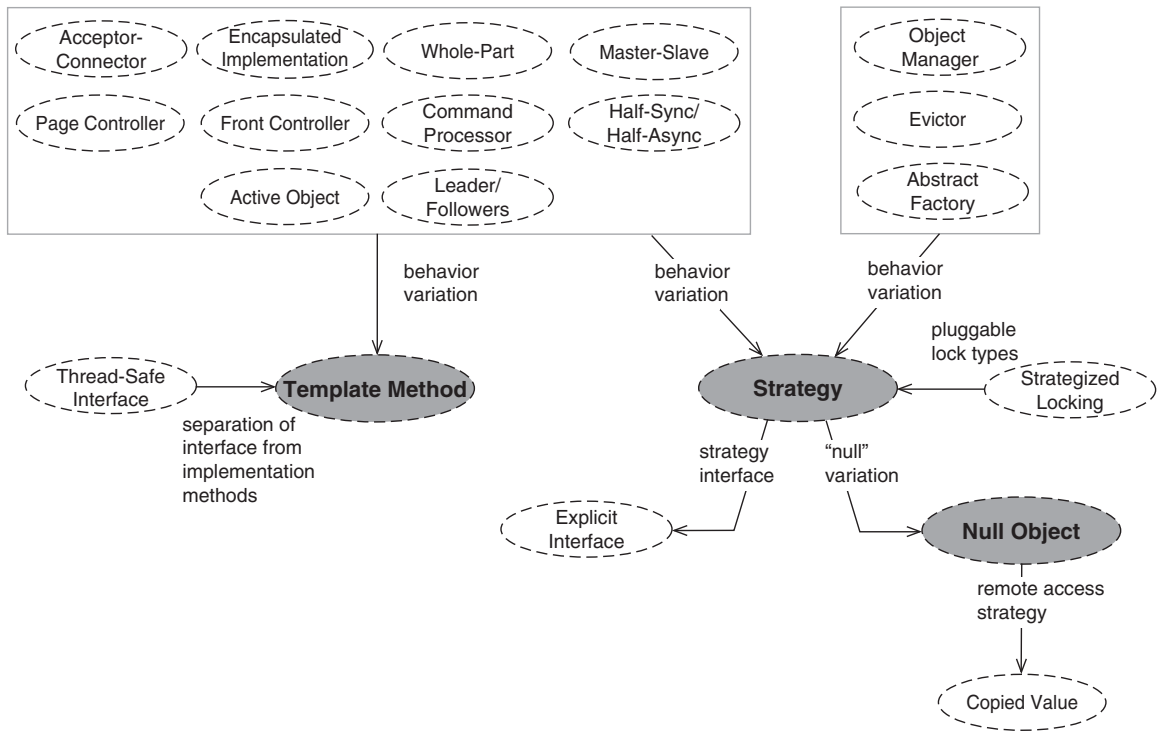 Acceptor-
Connector
Encapsulated
Implementation
Whole-Part
Master-Slave
Page Controller
Front Controller
Command
Processor
Half-Sync/
Half-Async
Active Object
Leader/
Followers
Object
Manager
Evictor
Abstract
Factory
behavior
variation
behavior
variation
behavior
variation
pluggable
lock types
Thread-Safe
Interface
Template Method
Strategy
Strategized
Locking
separation of
interface from
implementation
methods
strategy
interface
“null”
variation
Explicit
Interface
Null Object
remote access
strategy
Copied Value